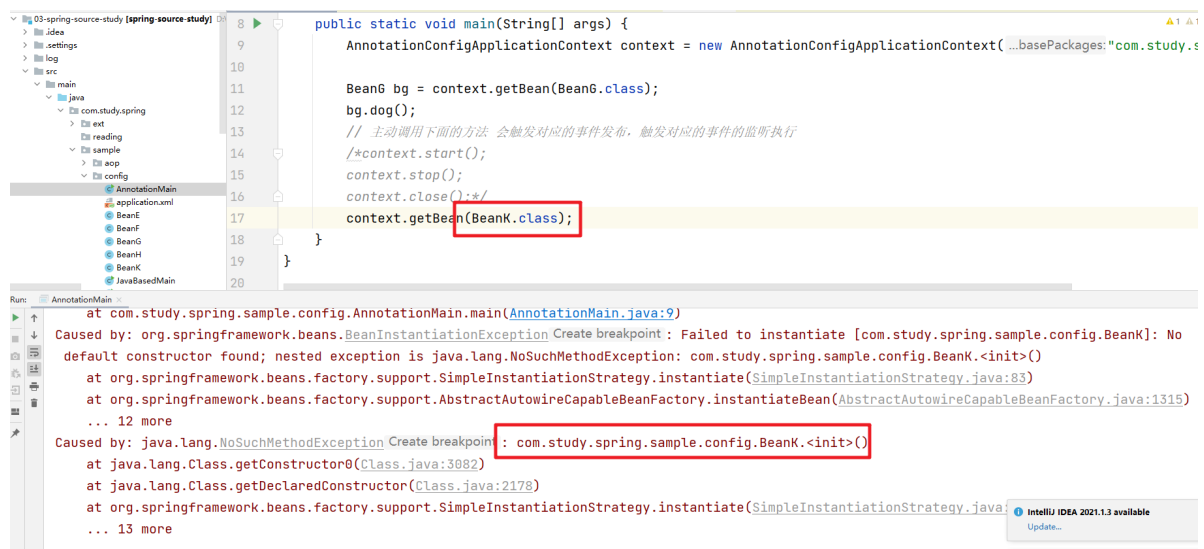 03-spring-source-study [spring-source-study]
.idea
.settings
log
src
main
java
com.study.spring
ext
reading
sample
aop
config
AnnotationMain
application.xml
BeanE
BeanF
BeanG
BeanH
BeanK
JavaBasedMain
8 public static void main(String[] args) {
9 AnnotationConfigApplicationContext context = new AnnotationConfigApplicationContext( ...basePackages: "com.study.s
10
11 BeanG bg = context.getBean(BeanG.class);
12 bg.dog();
13 // 主动调用下面的方法 会触发对应的事件发布，触发对应的事件的监听执行
14 /*context.start();
15 context.stop();
16 context.close();*/
17 context.getBean(BeanK.class);
18 }
19 }
20
1 1
Run: AnnotationMain ×
at com.study.spring.sample.config.AnnotationMain.main(AnnotationMain.java:9)
Caused by: org.springframework.beans.BeanInstantiationException Create breakpoint : Failed to instantiate [com.study.spring.sample.config.BeanK]: No
default constructor found; nested exception is java.lang.NoSuchMethodException: com.study.spring.sample.config.BeanK.<init>()
at org.springframework.beans.factory.support.SimpleInstantiationStrategy.instantiate(SimpleInstantiationStrategy.java:83)
at org.springframework.beans.factory.support.AbstractAutowireCapableBeanFactory.instantiateBean(AbstractAutowireCapableBeanFactory.java:1315)
... 12 more
Caused by: java.lang.NoSuchMethodException Create breakpoint : com.study.spring.sample.config.BeanK.<init>()
at java.lang.Class.getConstructor0(Class.java:3082)
at java.lang.Class.getDeclaredConstructor(Class.java:2178)
at org.springframework.beans.factory.support.SimpleInstantiationStrategy.instantiate(SimpleInstantiationStrategy.java:
... 13 more
IntelliJ IDEA 2021.1.3 available
Update...